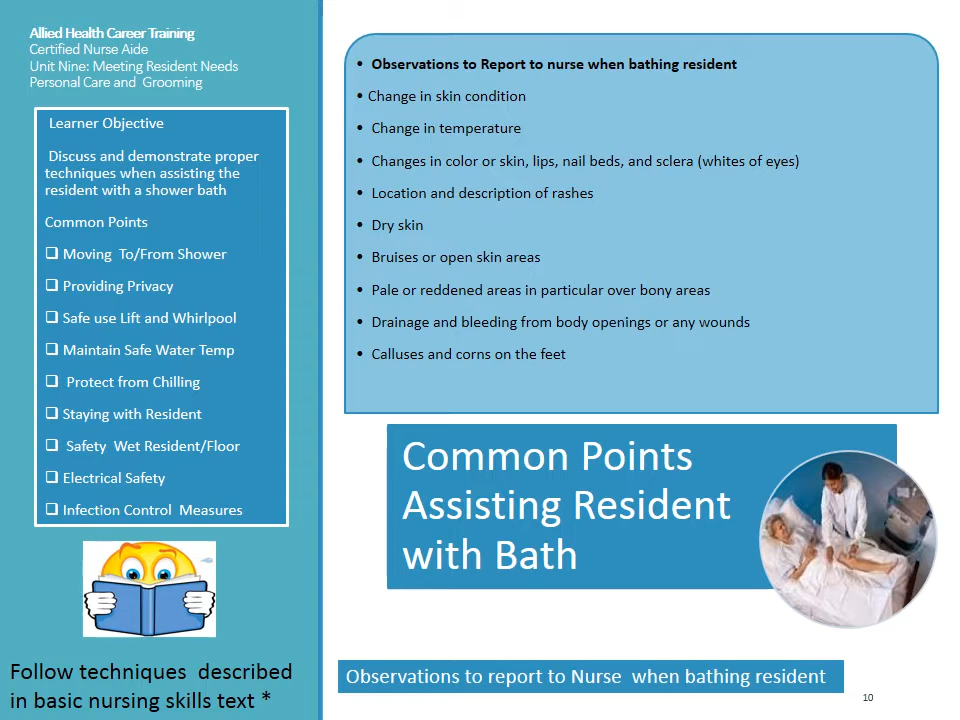 Allied Health Career Training
Certified Nurse Aide
Unit Nine: Meeting Resident Needs
Personal Care and Grooming
Learner Objective
Discuss and demonstrate proper
techniques when assisting the
resident with a shower bath
Common Points
❑ Moving To/From Shower
❑ Providing Privacy
❑ Safe use Lift and Whirlpool
❑ Maintain Safe Water Temp
❑ Protect from Chilling
❑ Staying with Resident
❑ Safety Wet Resident/Floor
❑ Electrical Safety
❑ Infection Control Measures
Follow techniques described
in basic nursing skills text *
• Observations to Report to nurse when bathing resident
• Change in skin condition
• Change in temperature
• Changes in color or skin, lips, nail beds, and sclera (whites of eyes)
• Location and description of rashes
• Dry skin
• Bruises or open skin areas
• Pale or reddened areas in particular over bony areas
• Drainage and bleeding from body openings or any wounds
• Calluses and corns on the feet
Common Points
Assisting Resident
with Bath
Observations to report to Nurse when bathing resident
10